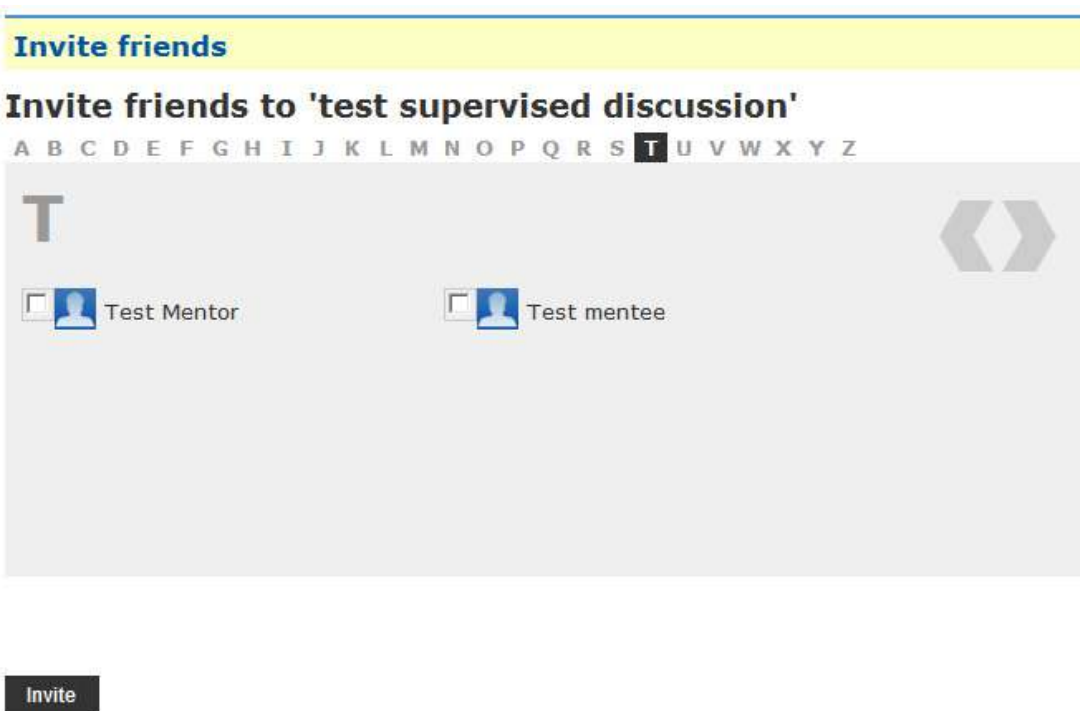 Invite friends
Invite friends to 'test supervised discussion'
A B C D E F G H I J K L M N O P Q R S T U V W X Y Z
T
Test Mentor Test mentee
Invite